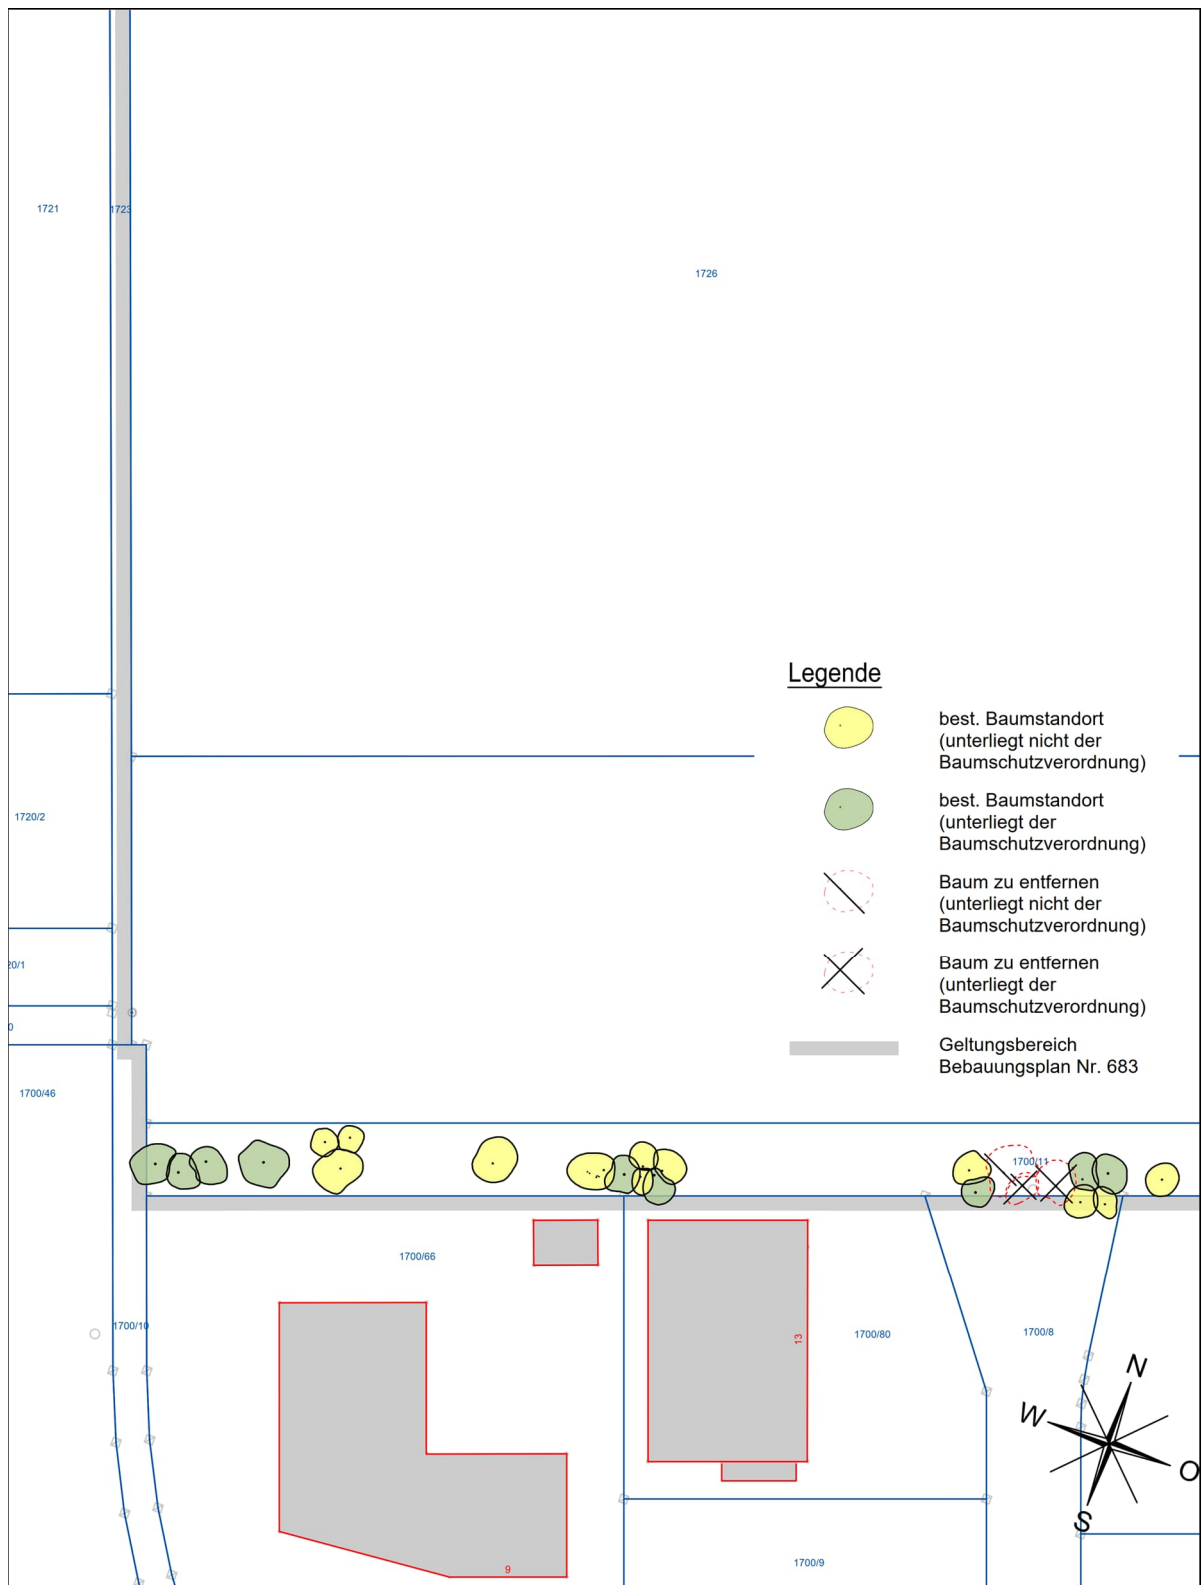 1721
1723
1726
Legende
best. Baumstandort
(unterliegt nicht der
Baumschutzverordnung)
1720/2
best. Baumstandort
(unterliegt der
Baumschutzverordnung)
Baum zu entfernen
(unterliegt nicht der
Baumschutzverordnung)
20/1
Baum zu entfernen
(unterliegt der
Baumschutzverordnung)
0
Geltungsbereich
Bebauungsplan Nr. 683
1700/46
1700/11
1700/66
1700/10
13
1700/80
1700/8
N
W
O
S
1700/9
9